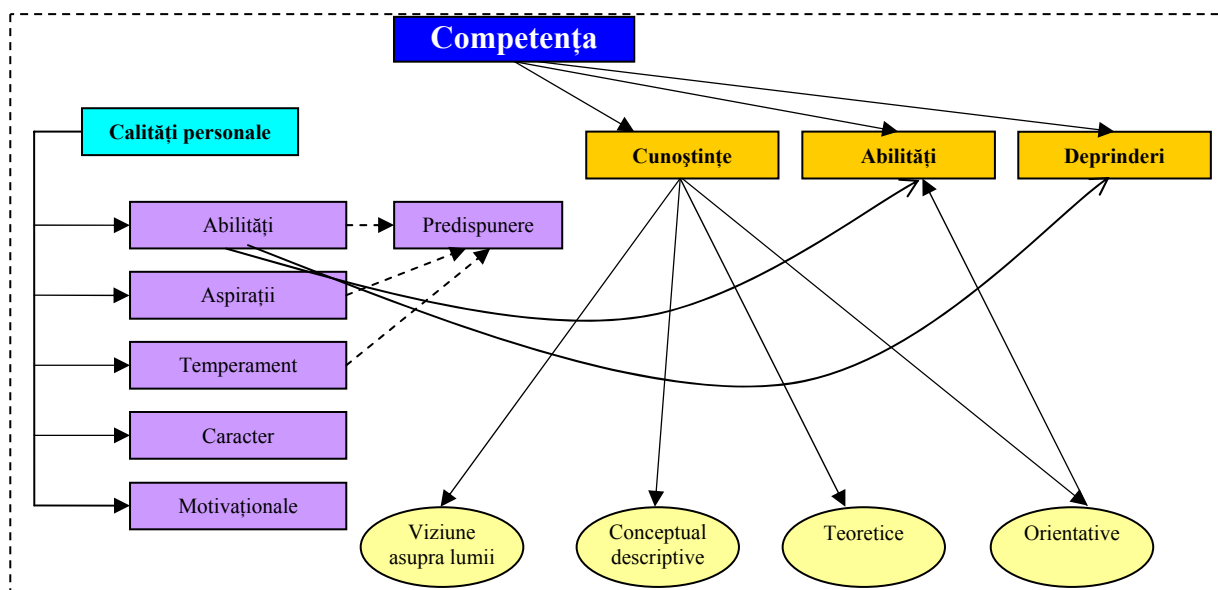 Competența
Calități personale
Cunoştințe
Abilități
Deprinderi
Abilități
Predispunere
Aspirații
Temperament
Caracter
Motivaționale
Viziune
asupra lumii
Conceptual
descriptive
Teoretice
Orientative